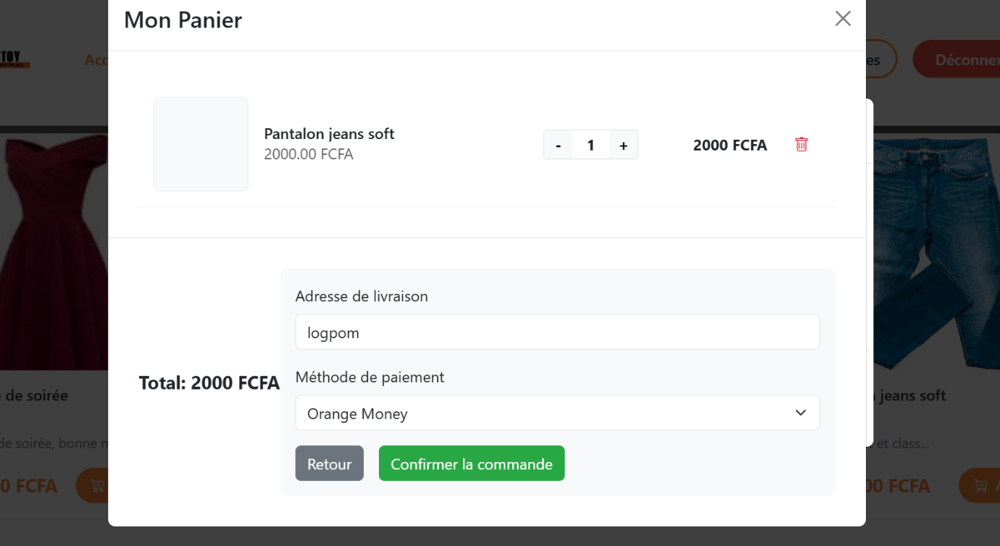 Mon Panier
TOY
Acc
es
Déconnex
Pantalon jeans soft
2000.00 FCFA
- 1 +
2000 FCFA
Adresse de livraison
logpom
Total: 2000 FCFA
Méthode de paiement
Orange Money
Retour
Confirmer la commande
de soirée
jeans soft
de soirée, bonne m
et class...
0 FCFA
00 FCFA